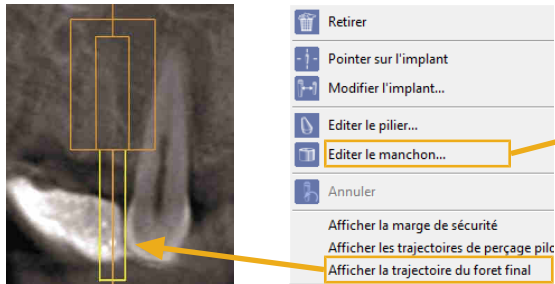 Retirer
Pointer sur l'implant
Modifier l'implant...
Editer le pilier...
Editer le manchon...
Annuler
Afficher la marge de sécurité
Afficher les trajectoires de perçage pilo
Afficher la trajectoire du foret final